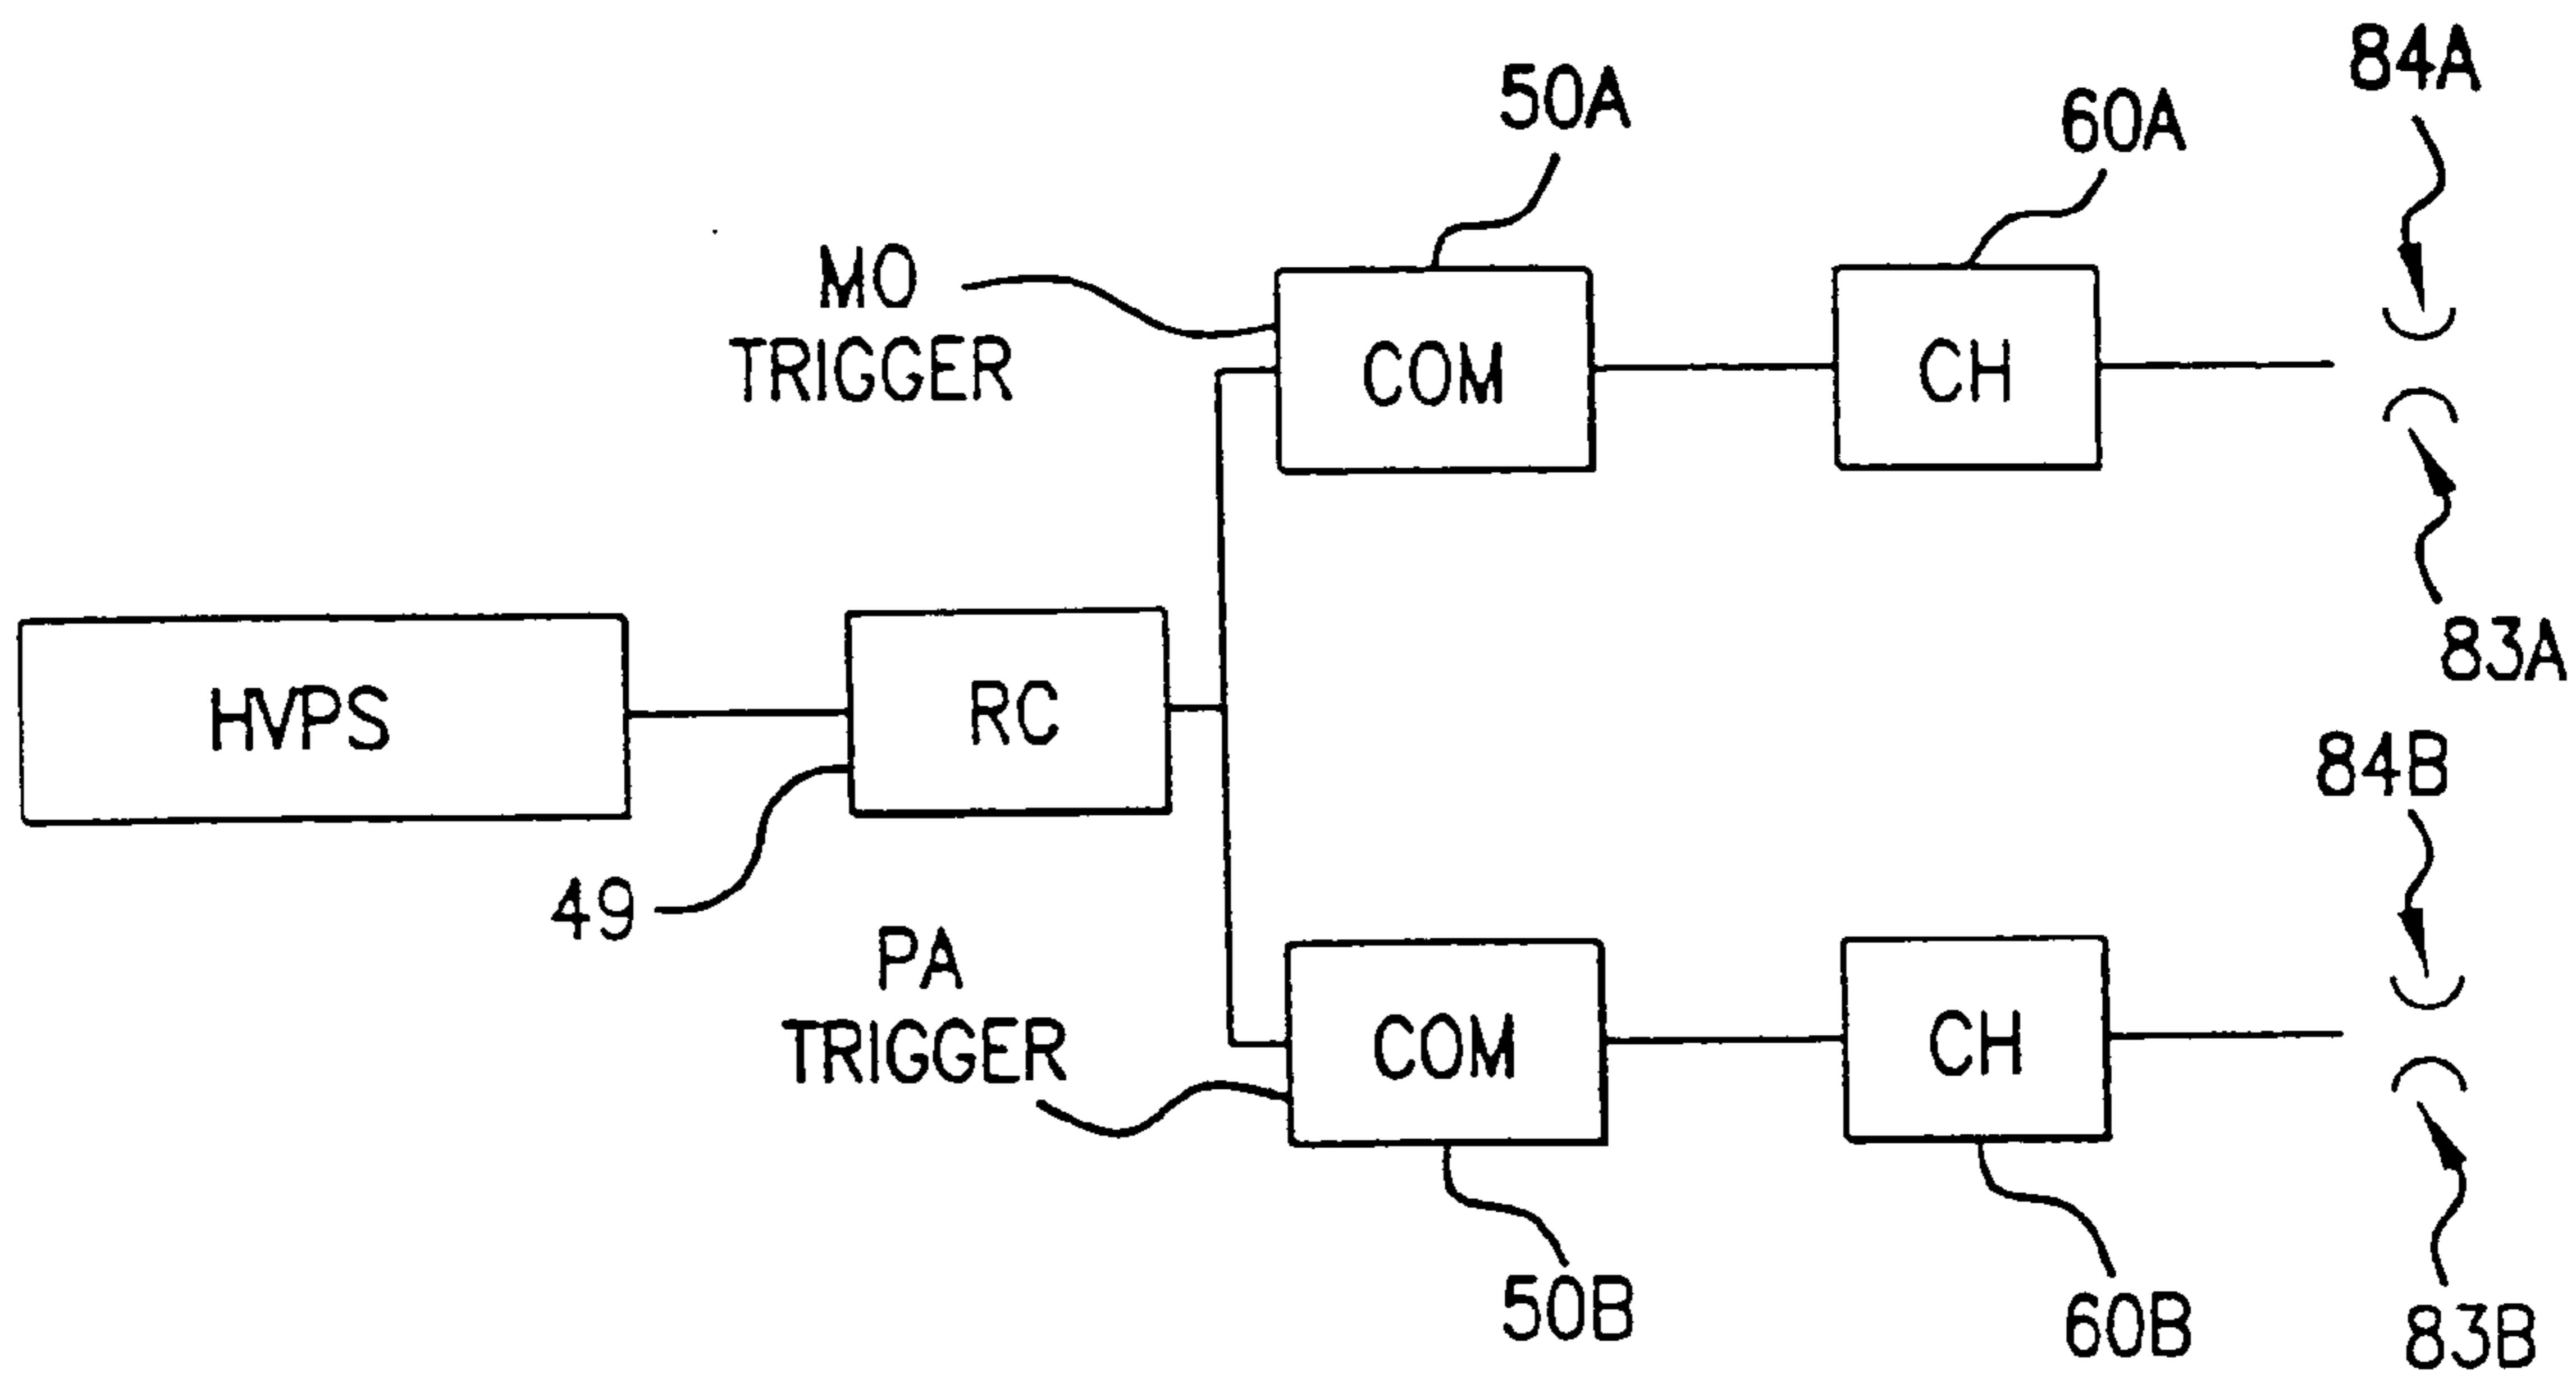 84A
50A
60A
MO
TRIGGER
COM
CH
83A
HVPS
RC
84B
49
PA
TRIGGER
COM
CH
50B
60B
83B